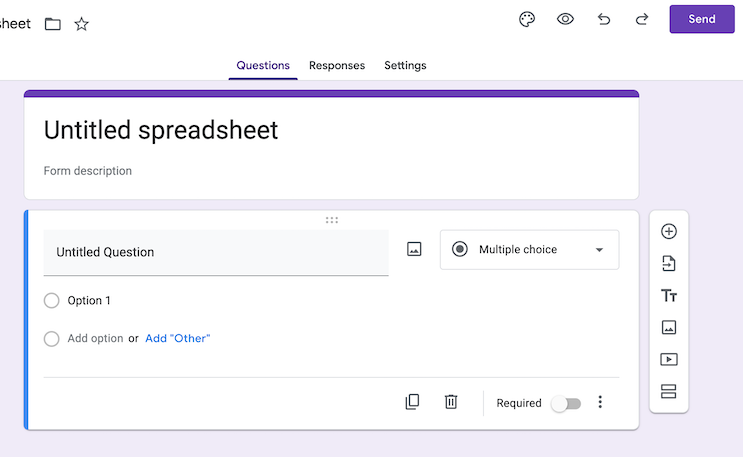 sheet
Send
Questions Responses Settings
Untitled spreadsheet
Form description
Untitled Question
Multiple choice
Option 1
Add option or Add "Other"
Required